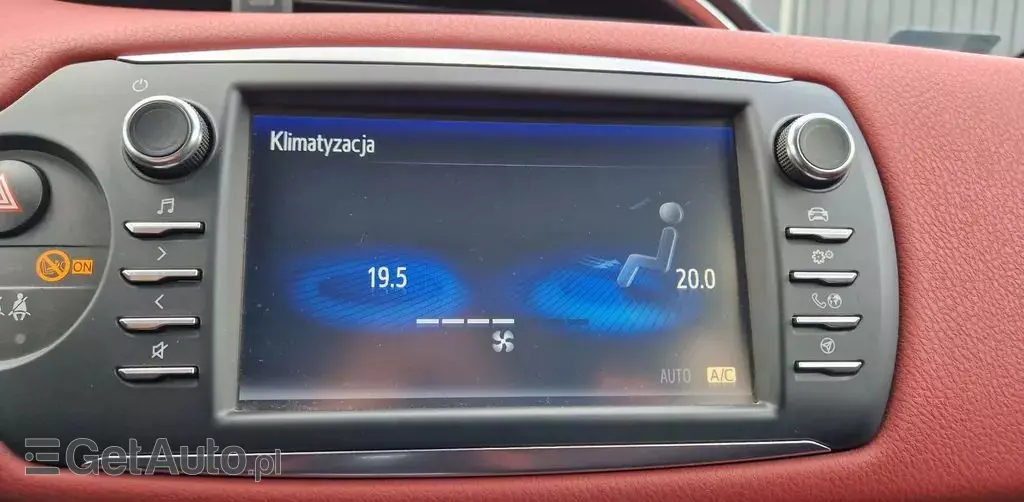 Klimatyzacja
19.5
20.0
ON
AUTO A/C
GetAuto.pl